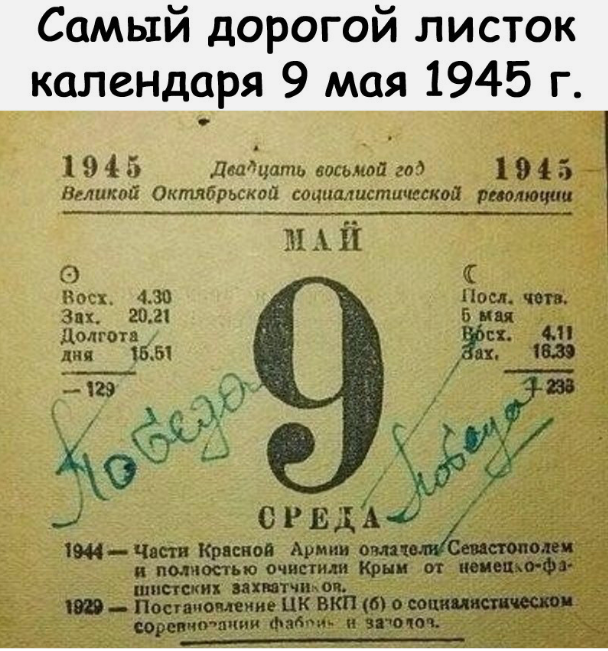 Самый дорогой листок
календаря 9 мая 1945 г.
1945 Двадцать восьмой год 1945
Великой Октябрьской социалистической революции
МАЙ
Восх. 4.30
Зах. 20.21
Долгота
дня 15.51
— 129
9
☾
Посл. четв.
5 мая
Восх. 4.11
Зах. 16.39
+ 236
Победа
Победа
СРЕДА
1944 — Части Красной Армии овладели Севастополем
и полностью очистили Крым от немецко-фа-
шистских захватчиков.
1929 — Постановление ЦК ВКП (б) о социалистическом
соревновании фабрик и заводов.